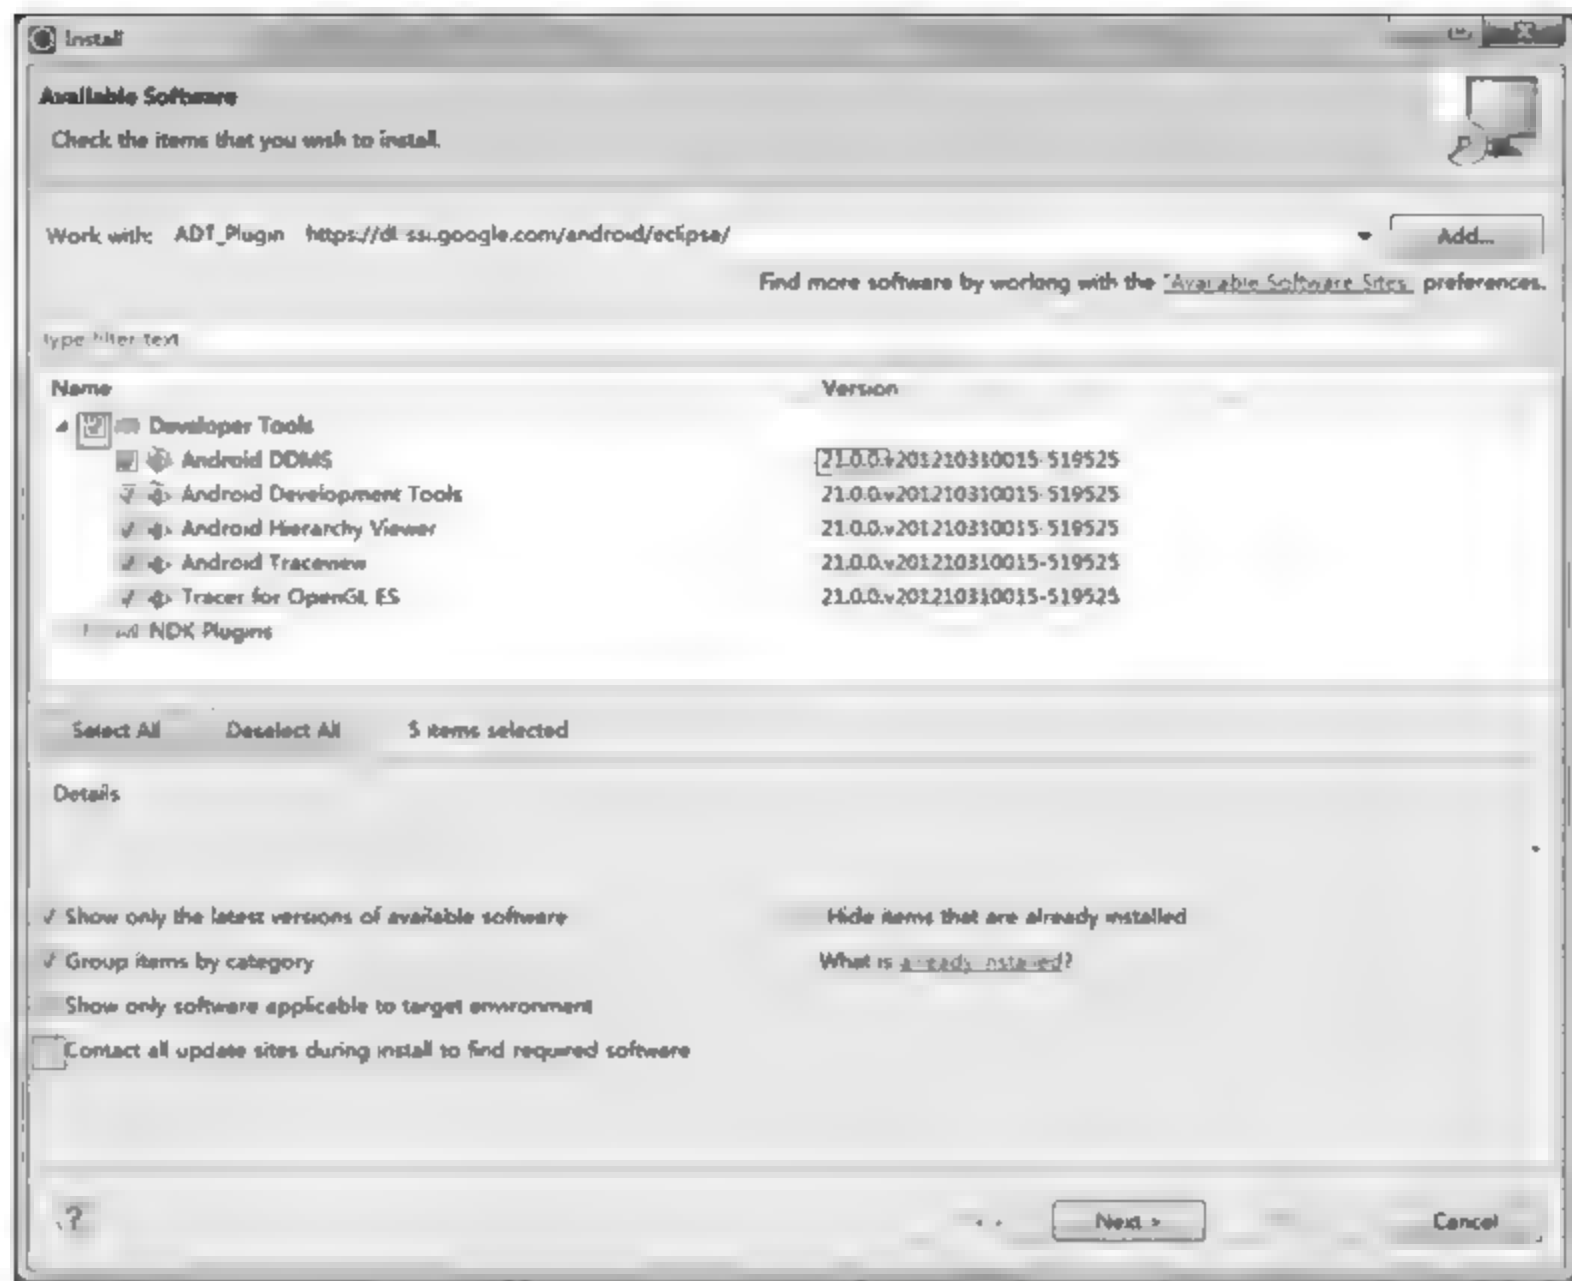 Install
Available Software
Check the items that you wish to install.
Work with: ADT_Plugin https://dl-ssl.google.com/android/eclipse/ Add...
Find more software by working with the "Available Software Sites" preferences.
type filter text
Name Version
Developer Tools
Android DDMS 21.0.0.v201210310015-519525
Android Development Tools 21.0.0.v201210310015-519525
Android Hierarchy Viewer 21.0.0.v201210310015-519525
Android Traceview 21.0.0.v201210310015-519525
Tracer for OpenGL ES 21.0.0.v201210310015-519525
NDK Plugins
Select All Deselect All 5 items selected
Details
Show only the latest versions of available software Hide items that are already installed
Group items by category What is already installed?
Show only software applicable to target environment
Contact all update sites during install to find required software
? Next > Cancel